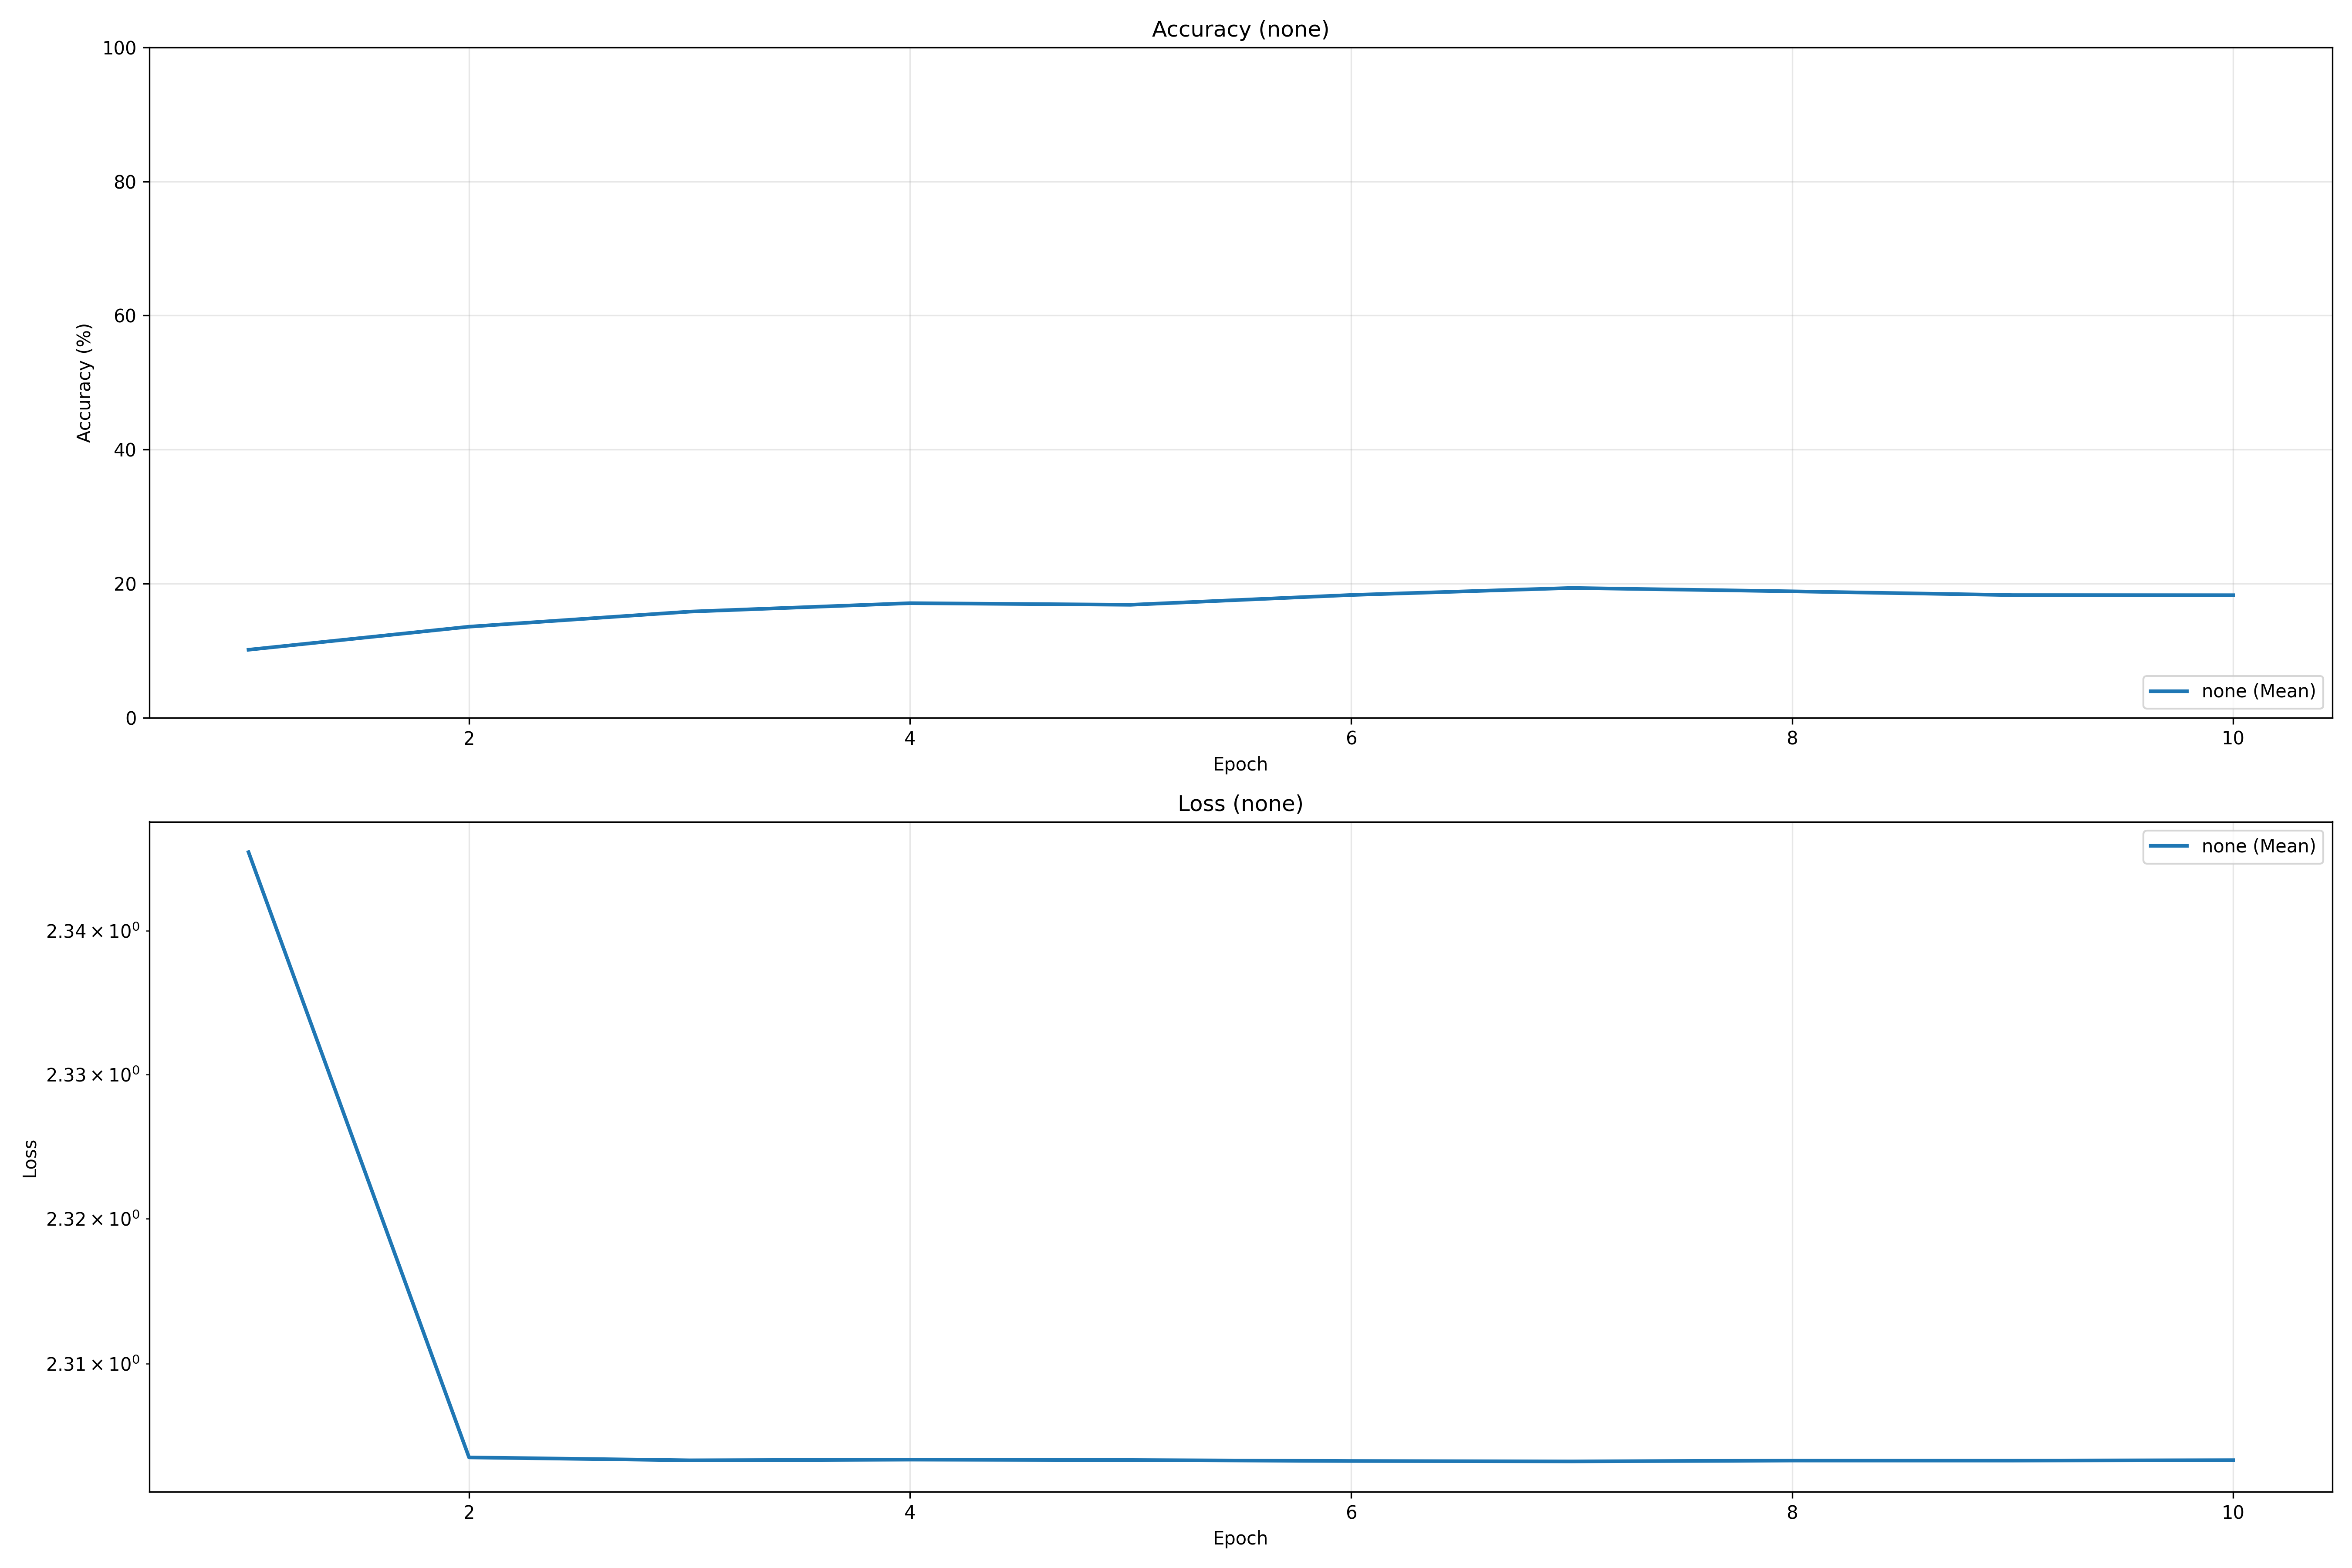 Accuracy (none)
100
80
60
40
20
0
Accuracy (%)
none (Mean)
2 4 6 8 10
Epoch
Loss (none)
none (Mean)
2.34 × 10⁰
2.33 × 10⁰
2.32 × 10⁰
2.31 × 10⁰
Loss
2 4 6 8 10
Epoch